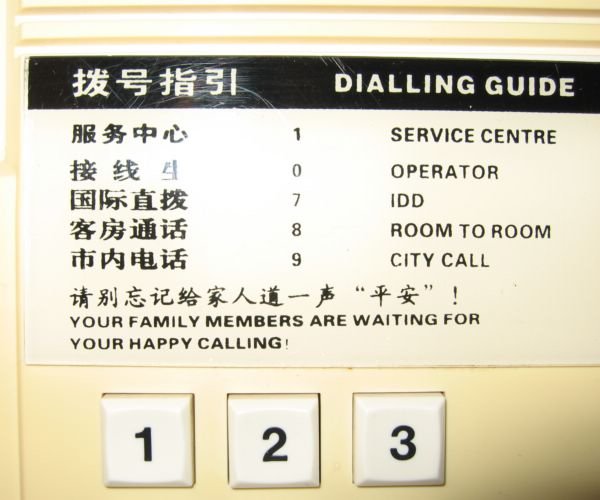 拨号指引 DIALLING GUIDE
服务中心 1 SERVICE CENTRE
接线生 0 OPERATOR
国际直拨 7 IDD
客房通话 8 ROOM TO ROOM
市内电话 9 CITY CALL
请别忘记给家人道一声“平安”！
YOUR FAMILY MEMBERS ARE WAITING FOR
YOUR HAPPY CALLING!
1 2 3